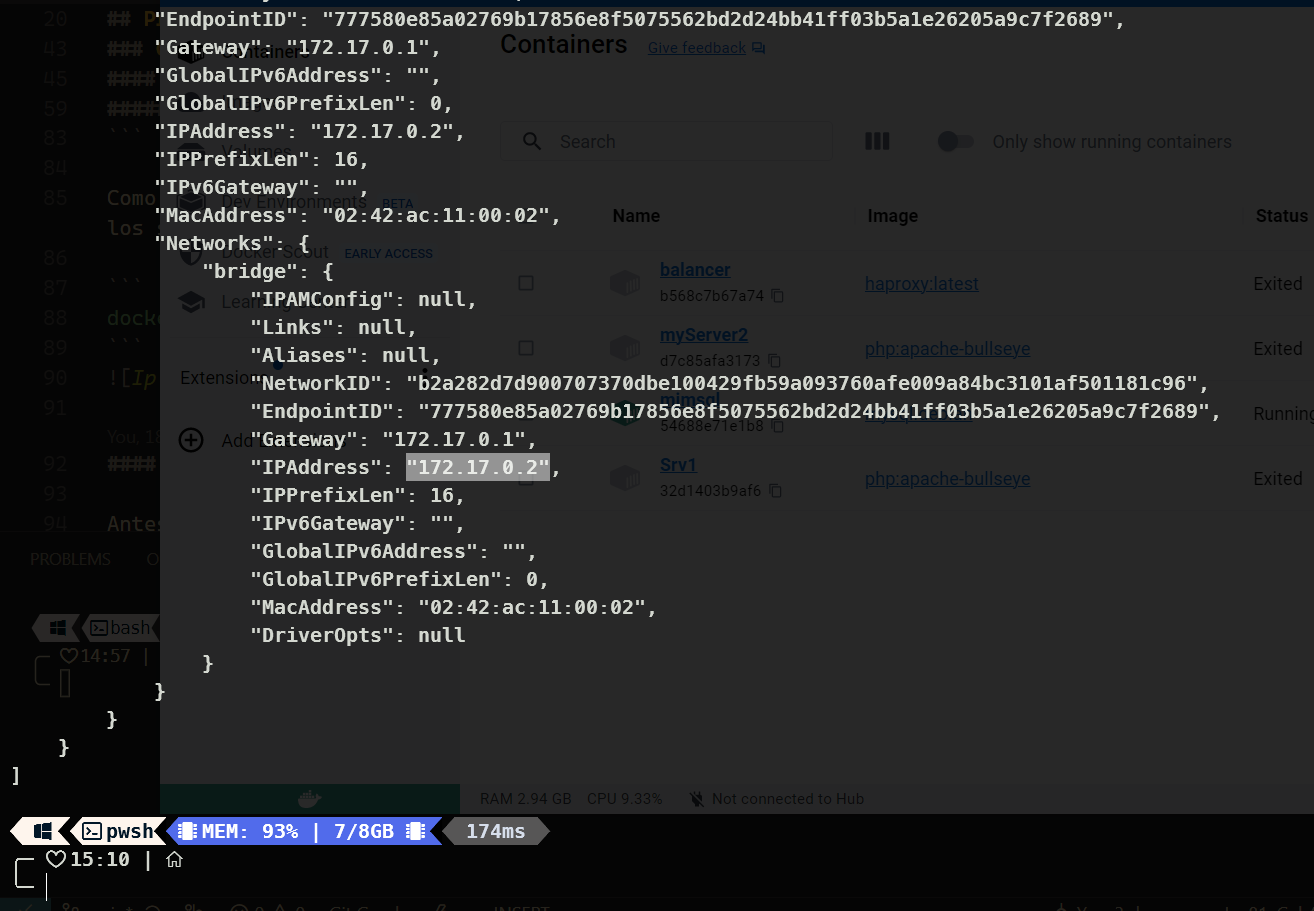 "EndpointID": "777580e85a02769b17856e8f5075562bd2d24bb41ff03b5a1e26205a9c7f2689",
"Gateway": "172.17.0.1",
"GlobalIPv6Address": "",
"GlobalIPv6PrefixLen": 0,
"IPAddress": "172.17.0.2",
"IPPrefixLen": 16,
"IPv6Gateway": "",
"MacAddress": "02:42:ac:11:00:02",
"Networks": {
"bridge": {
"IPAMConfig": null,
"Links": null,
"Aliases": null,
"NetworkID": "b2a282d7d900707370dbe100429fb59a093760afe009a84bc3101af501181c96",
"EndpointID": "777580e85a02769b17856e8f5075562bd2d24bb41ff03b5a1e26205a9c7f2689",
"Gateway": "172.17.0.1",
"IPAddress": "172.17.0.2",
"IPPrefixLen": 16,
"IPv6Gateway": "",
"GlobalIPv6Address": "",
"GlobalIPv6PrefixLen": 0,
"MacAddress": "02:42:ac:11:00:02",
"DriverOpts": null
}
}
}
}
]
pwsh MEM: 93% | 7/8GB 174ms
15:10 |
Containers Give feedback
Search Only show running containers
Name Image Status
balancer haproxy:latest Exited
b568c7b67a74
myServer2 php:apache-bullseye Exited
d7c85afa3173
mimsql Running
54688e71e1b8
Srv1 php:apache-bullseye Exited
32d1403b9af6
Containers
Volumes
Dev Environments BETA
Docker Scout EARLY ACCESS
Extensions
RAM 2.94 GB CPU 9.33% Not connected to Hub
20 ##
43 ###
45 ####
59
83 ```
84
85 Como
los
86
87 ```
88
89 ```
90 ![Ip
91
92 ####
93
94
PROBLEMS
bash
14:57 |